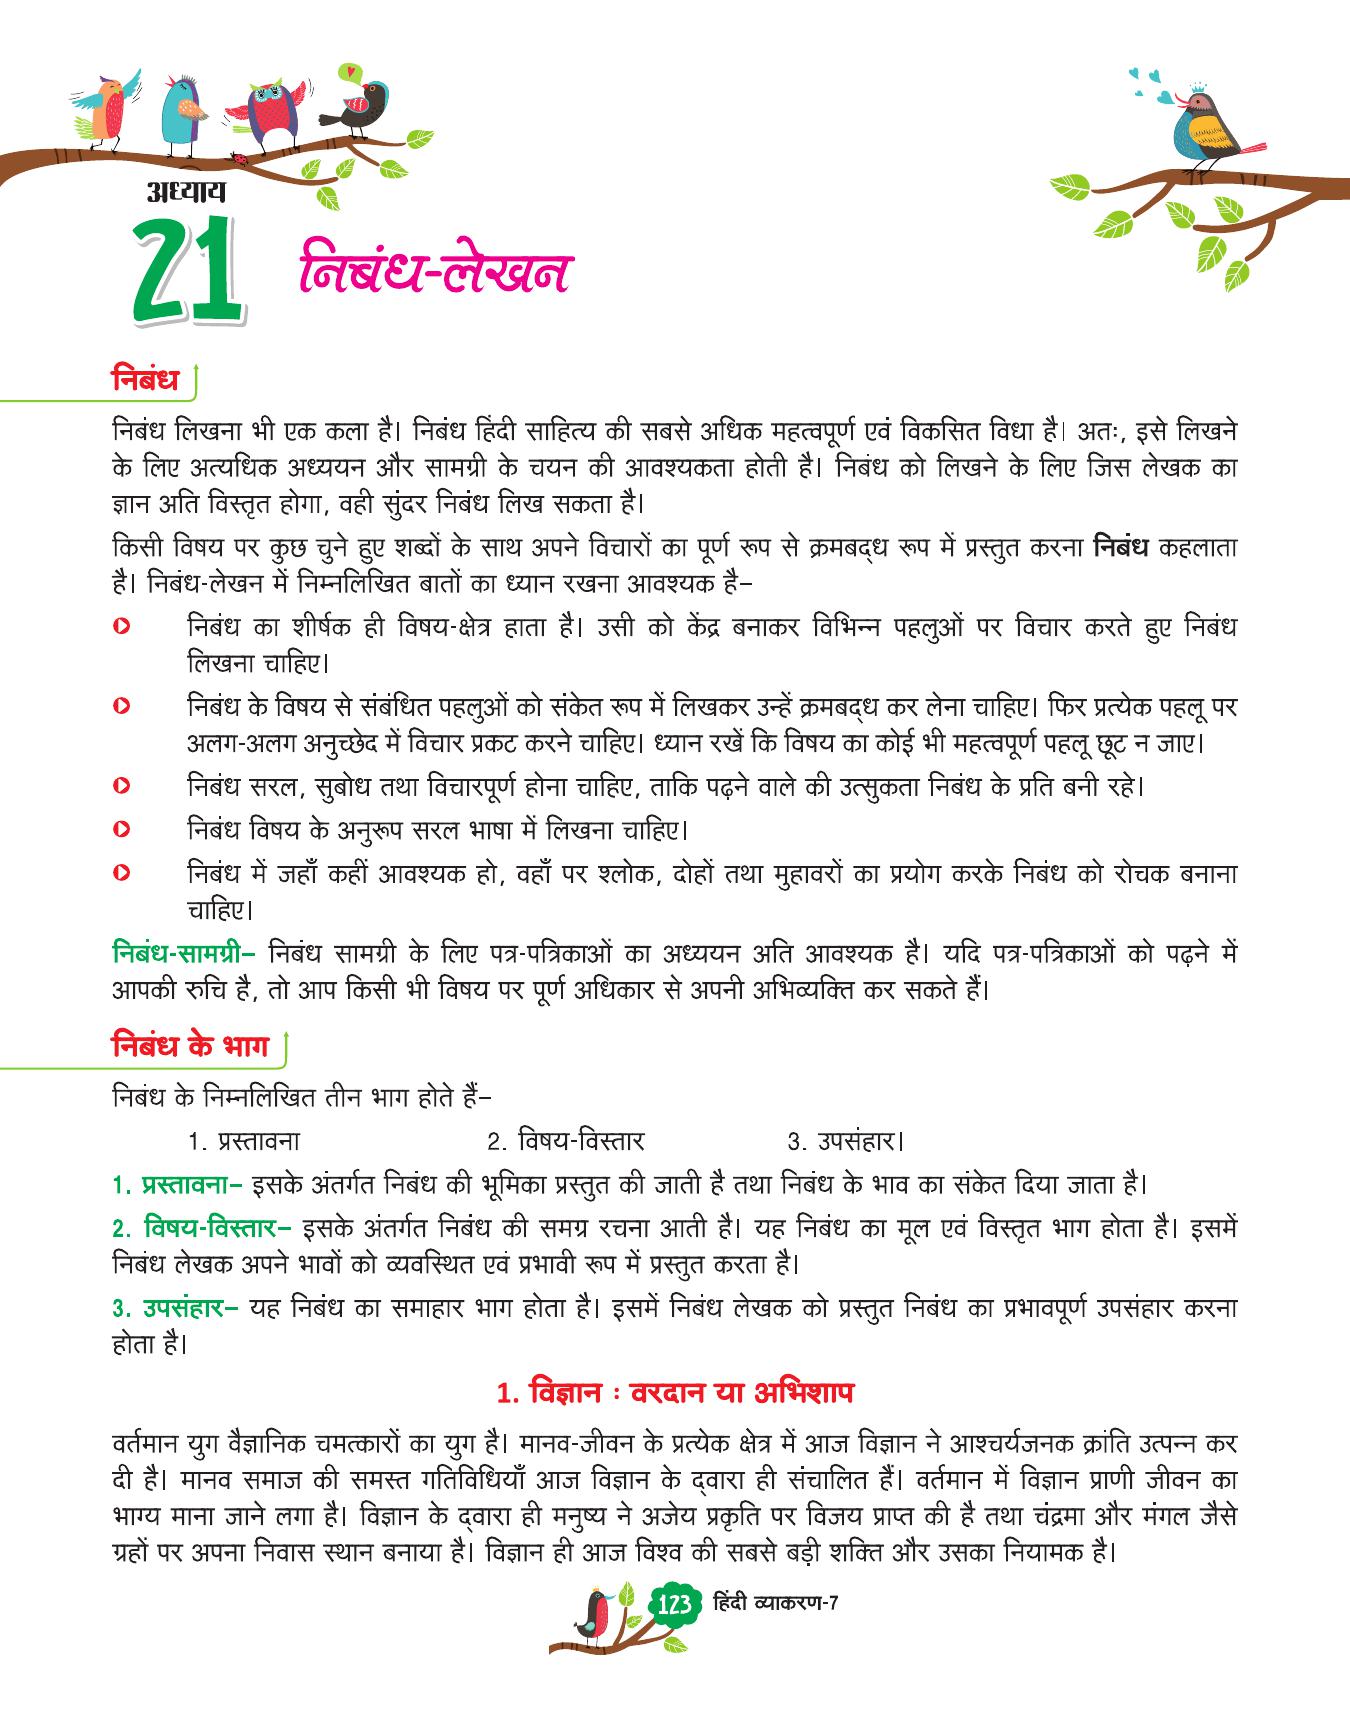 अध्याय
21
निबंध-लेखन
निबंध
निबंध लिखना भी एक कला है। निबंध हिंदी साहित्य की सबसे अधिक महत्वपूर्ण एवं विकसित विधा है। अतः, इसे लिखने
के लिए अत्यधिक अध्ययन और सामग्री के चयन की आवश्यकता होती है। निबंध को लिखने के लिए जिस लेखक का
ज्ञान अति विस्तृत होगा, वही सुंदर निबंध लिख सकता है।
किसी विषय पर कुछ चुने हुए शब्दों के साथ अपने विचारों का पूर्ण रूप से क्रमबद्ध रूप में प्रस्तुत करना निबंध कहलाता
है। निबंध-लेखन में निम्नलिखित बातों का ध्यान रखना आवश्यक है–
निबंध का शीर्षक ही विषय-क्षेत्र हाता है। उसी को केंद्र बनाकर विभिन्न पहलुओं पर विचार करते हुए निबंध
लिखना चाहिए।
निबंध के विषय से संबंधित पहलुओं को संकेत रूप में लिखकर उन्हें क्रमबद्ध कर लेना चाहिए। फिर प्रत्येक पहलू पर
अलग-अलग अनुच्छेद में विचार प्रकट करने चाहिए। ध्यान रखें कि विषय का कोई भी महत्वपूर्ण पहलू छूट न जाए।
निबंध सरल, सुबोध तथा विचारपूर्ण होना चाहिए, ताकि पढ़ने वाले की उत्सुकता निबंध के प्रति बनी रहे।
निबंध विषय के अनुरूप सरल भाषा में लिखना चाहिए।
निबंध में जहाँ कहीं आवश्यक हो, वहाँ पर श्लोक, दोहों तथा मुहावरों का प्रयोग करके निबंध को रोचक बनाना
चाहिए।
निबंध-सामग्री– निबंध सामग्री के लिए पत्र-पत्रिकाओं का अध्ययन अति आवश्यक है। यदि पत्र-पत्रिकाओं को पढ़ने में
आपकी रुचि है, तो आप किसी भी विषय पर पूर्ण अधिकार से अपनी अभिव्यक्ति कर सकते हैं।
निबंध के भाग
निबंध के निम्नलिखित तीन भाग होते हैं–
1. प्रस्तावना 2. विषय-विस्तार 3. उपसंहार।
1. प्रस्तावना– इसके अंतर्गत निबंध की भूमिका प्रस्तुत की जाती है तथा निबंध के भाव का संकेत दिया जाता है।
2. विषय-विस्तार– इसके अंतर्गत निबंध की समग्र रचना आती है। यह निबंध का मूल एवं विस्तृत भाग होता है। इसमें
निबंध लेखक अपने भावों को व्यवस्थित एवं प्रभावी रूप में प्रस्तुत करता है।
3. उपसंहार– यह निबंध का समाहार भाग होता है। इसमें निबंध लेखक को प्रस्तुत निबंध का प्रभावपूर्ण उपसंहार करना
होता है।
1. विज्ञान : वरदान या अभिशाप
वर्तमान युग वैज्ञानिक चमत्कारों का युग है। मानव-जीवन के प्रत्येक क्षेत्र में आज विज्ञान ने आश्चर्यजनक क्रांति उत्पन्न कर
दी है। मानव समाज की समस्त गतिविधियाँ आज विज्ञान के द्वारा ही संचालित हैं। वर्तमान में विज्ञान प्राणी जीवन का
भाग्य माना जाने लगा है। विज्ञान के द्वारा ही मनुष्य ने अजेय प्रकृति पर विजय प्राप्त की है तथा चंद्रमा और मंगल जैसे
ग्रहों पर अपना निवास स्थान बनाया है। विज्ञान ही आज विश्व की सबसे बड़ी शक्ति और उसका नियामक है।
123 हिंदी व्याकरण-7